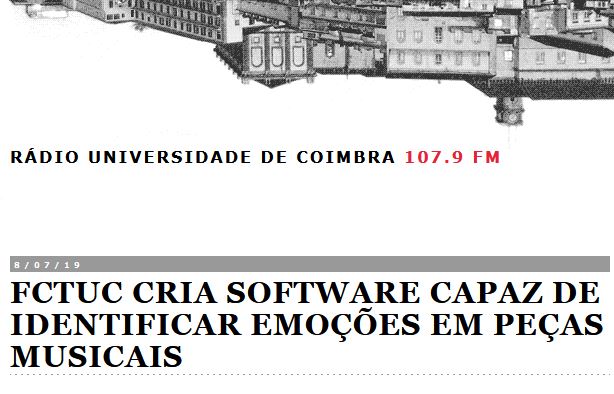 RÁDIO UNIVERSIDADE DE COIMBRA 107.9 FM
8/07/19
FCTUC CRIA SOFTWARE CAPAZ DE
IDENTIFICAR EMOÇÕES EM PEÇAS
MUSICAIS